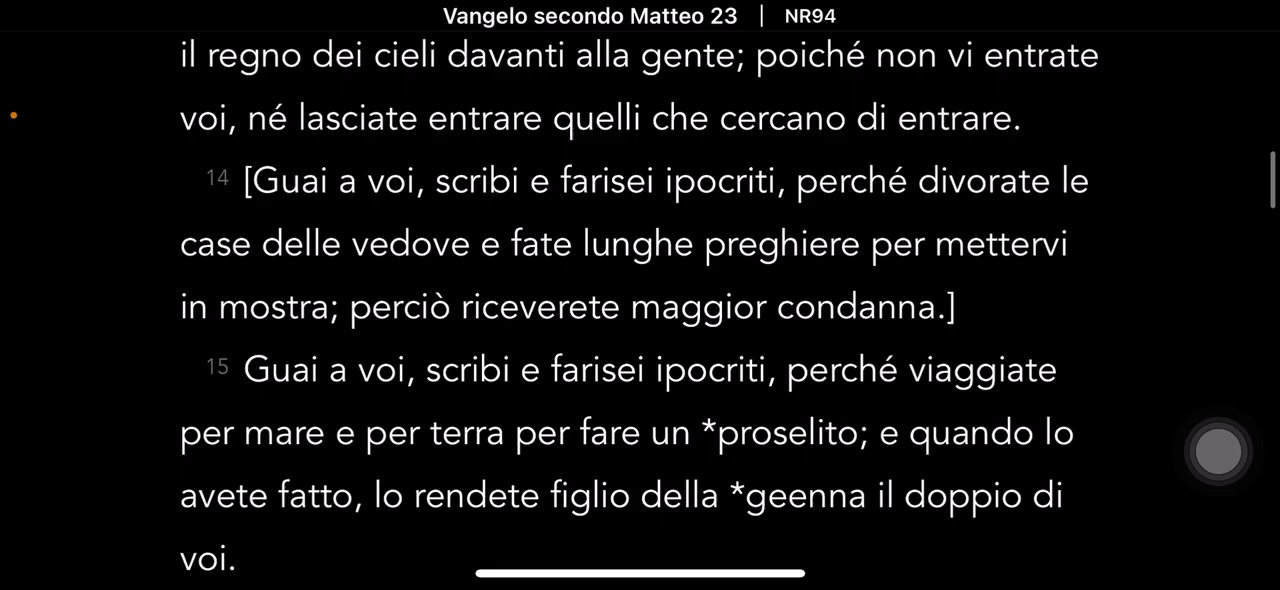 Vangelo secondo Matteo 23 | NR94
il regno dei cieli davanti alla gente; poiché non vi entrate
voi, né lasciate entrare quelli che cercano di entrare.
14 [Guai a voi, scribi e farisei ipocriti, perché divorate le
case delle vedove e fate lunghe preghiere per mettervi
in mostra; perciò riceverete maggior condanna.]
15 Guai a voi, scribi e farisei ipocriti, perché viaggiate
per mare e per terra per fare un *proselito; e quando lo
avete fatto, lo rendete figlio della *geenna il doppio di
voi.